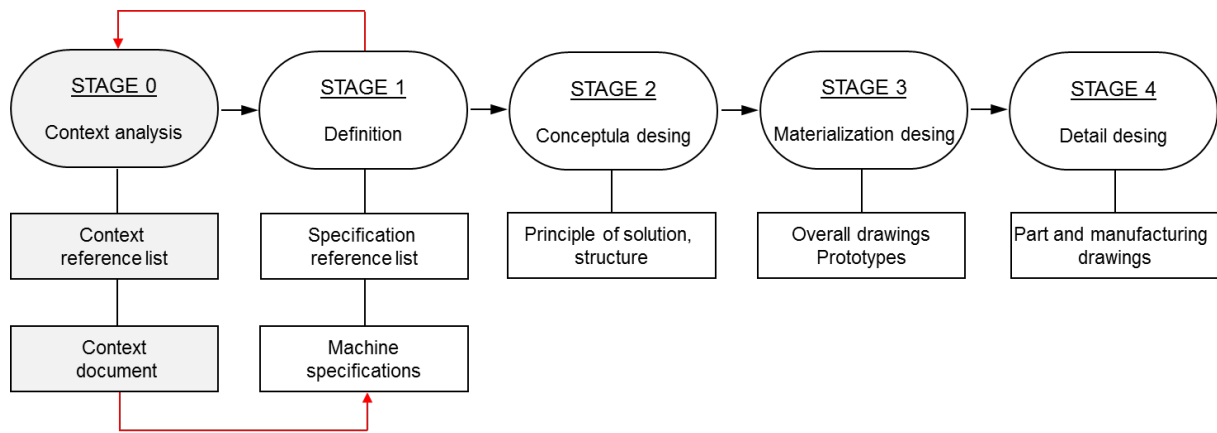 STAGE 0
Context analysis
STAGE 1
Definition
STAGE 2
Conceptula desing
STAGE 3
Materialization desing
STAGE 4
Detail desing
Context
reference list
Specification
reference list
Principle of solution,
structure
Overall drawings
Prototypes
Part and manufacturing
drawings
Context
document
Machine
specifications